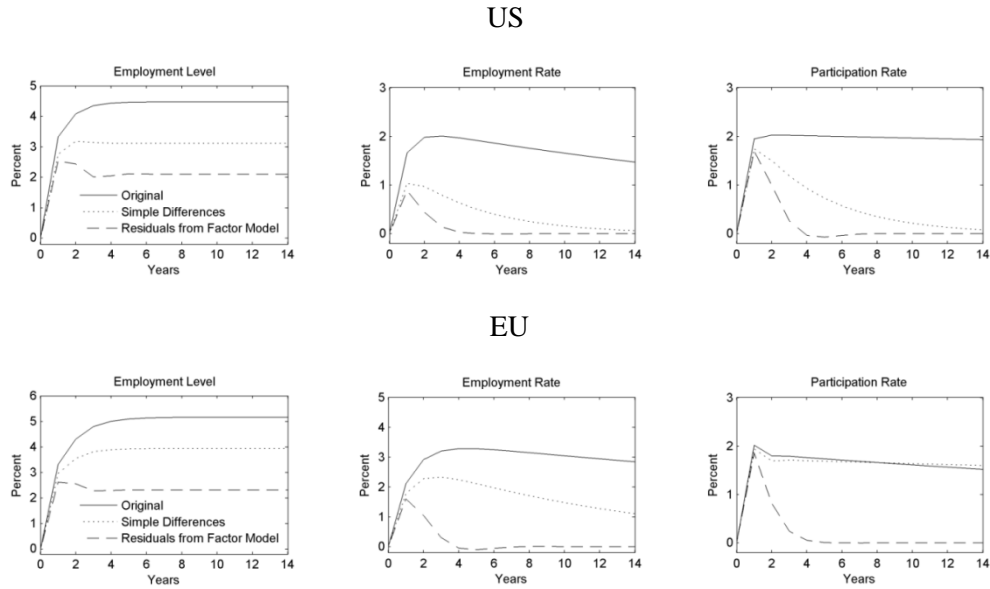 US
Employment Level
Percent
5
4
3
2
1
0
Original
Simple Differences
Residuals from Factor Model
0 2 4 6 8 10 12 14
Years
Employment Rate
Percent
3
2
1
0
0 2 4 6 8 10 12 14
Years
Participation Rate
Percent
3
2
1
0
0 2 4 6 8 10 12 14
Years
EU
Employment Level
Percent
6
5
4
3
2
1
0
Original
Simple Differences
Residuals from Factor Model
0 2 4 6 8 10 12 14
Years
Employment Rate
Percent
5
4
3
2
1
0
0 2 4 6 8 10 12 14
Years
Participation Rate
Percent
3
2
1
0
0 2 4 6 8 10 12 14
Years